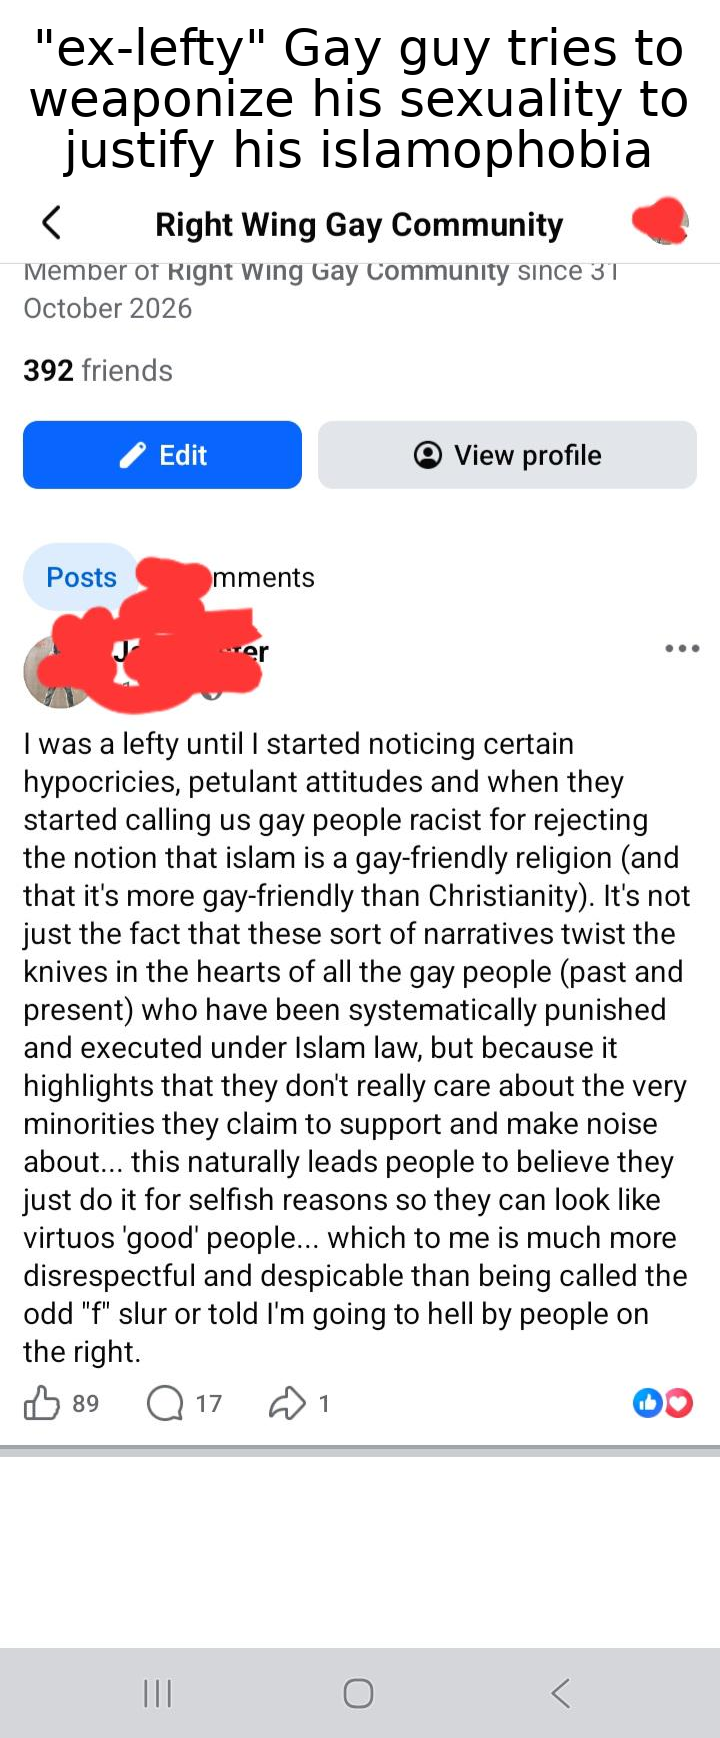 "ex-lefty" Gay guy tries to
weaponize his sexuality to
justify his islamophobia
Right Wing Gay Community
Member of Right Wing Gay Community since 31
October 2026
392 friends
Edit
View profile
Posts
mments
er
I was a lefty until I started noticing certain
hypocricies, petulant attitudes and when they
started calling us gay people racist for rejecting
the notion that islam is a gay-friendly religion (and
that it's more gay-friendly than Christianity). It's not
just the fact that these sort of narratives twist the
knives in the hearts of all the gay people (past and
present) who have been systematically punished
and executed under Islam law, but because it
highlights that they don't really care about the very
minorities they claim to support and make noise
about... this naturally leads people to believe they
just do it for selfish reasons so they can look like
virtuos 'good' people... which to me is much more
disrespectful and despicable than being called the
odd "f" slur or told I'm going to hell by people on
the right.
89
17
1